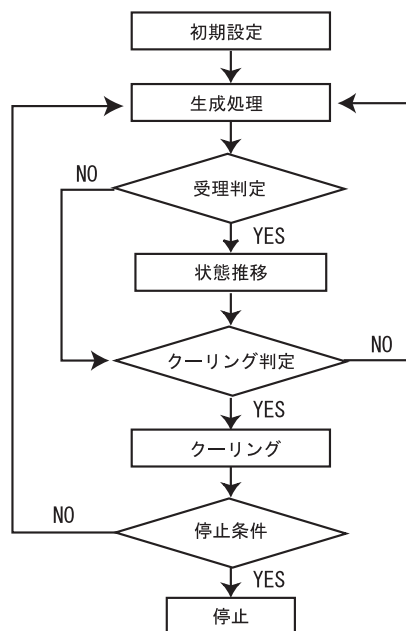 初期設定
生成処理
NO
受理判定
YES
状態推移
クーリング判定
NO
YES
クーリング
NO
停止条件
YES
停止